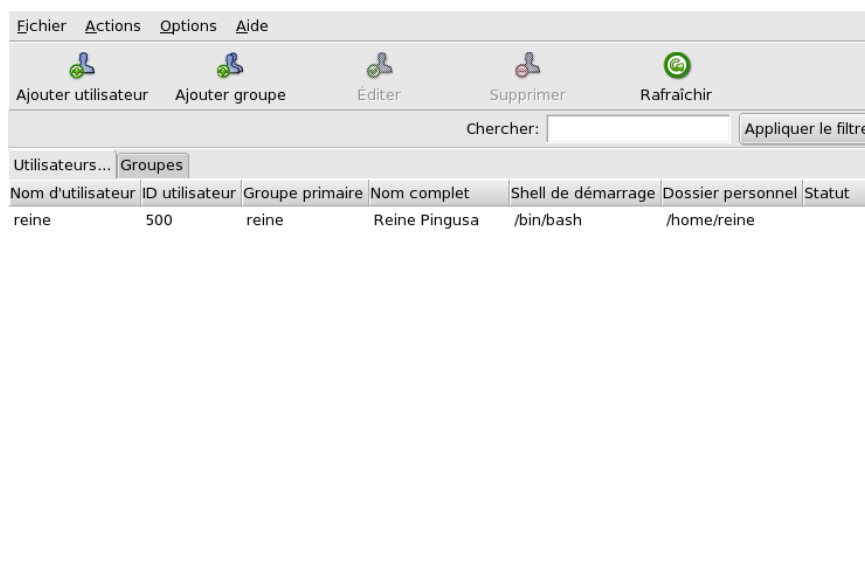 Fichier Actions Options Aide
Ajouter utilisateur Ajouter groupe Éditer Supprimer Rafraîchir
Chercher: Appliquer le filtre
Utilisateurs... Groupes
Nom d'utilisateur ID utilisateur Groupe primaire Nom complet Shell de démarrage Dossier personnel Statut
reine 500 reine Reine Pingusa /bin/bash /home/reine